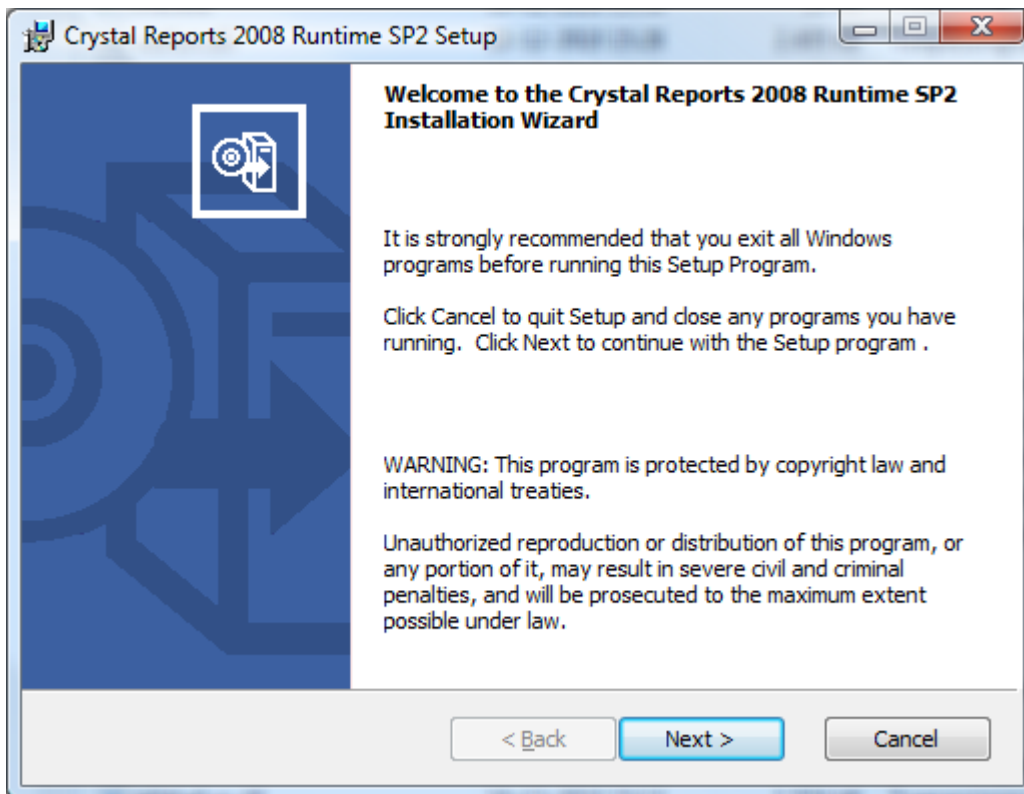 Crystal Reports 2008 Runtime SP2 Setup
Welcome to the Crystal Reports 2008 Runtime SP2
Installation Wizard
It is strongly recommended that you exit all Windows
programs before running this Setup Program.
Click Cancel to quit Setup and close any programs you have
running.  Click Next to continue with the Setup program .
WARNING: This program is protected by copyright law and
international treaties.
Unauthorized reproduction or distribution of this program, or
any portion of it, may result in severe civil and criminal
penalties, and will be prosecuted to the maximum extent
possible under law.
< Back
Next >
Cancel